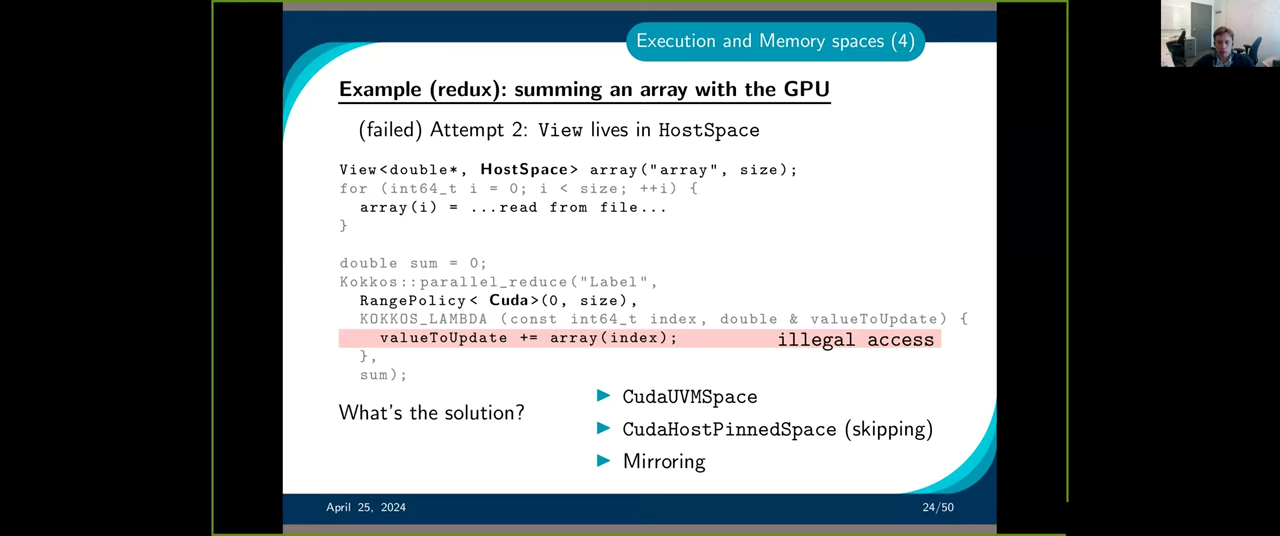 Execution and Memory spaces (4)
Example (redux): summing an array with the GPU
(failed) Attempt 2: View lives in HostSpace
View<double*, HostSpace> array("array", size);
for (int64_t i = 0; i < size; ++i) {
array(i) = ...read from file...
}
double sum = 0;
Kokkos::parallel_reduce("Label",
RangePolicy< Cuda>(0, size),
KOKKOS_LAMBDA (const int64_t index, double & valueToUpdate) {
valueToUpdate += array(index); illegal access
},
sum);
What's the solution?
▶ CudaUVMSpace
▶ CudaHostPinnedSpace (skipping)
▶ Mirroring
April 25, 2024 24/50